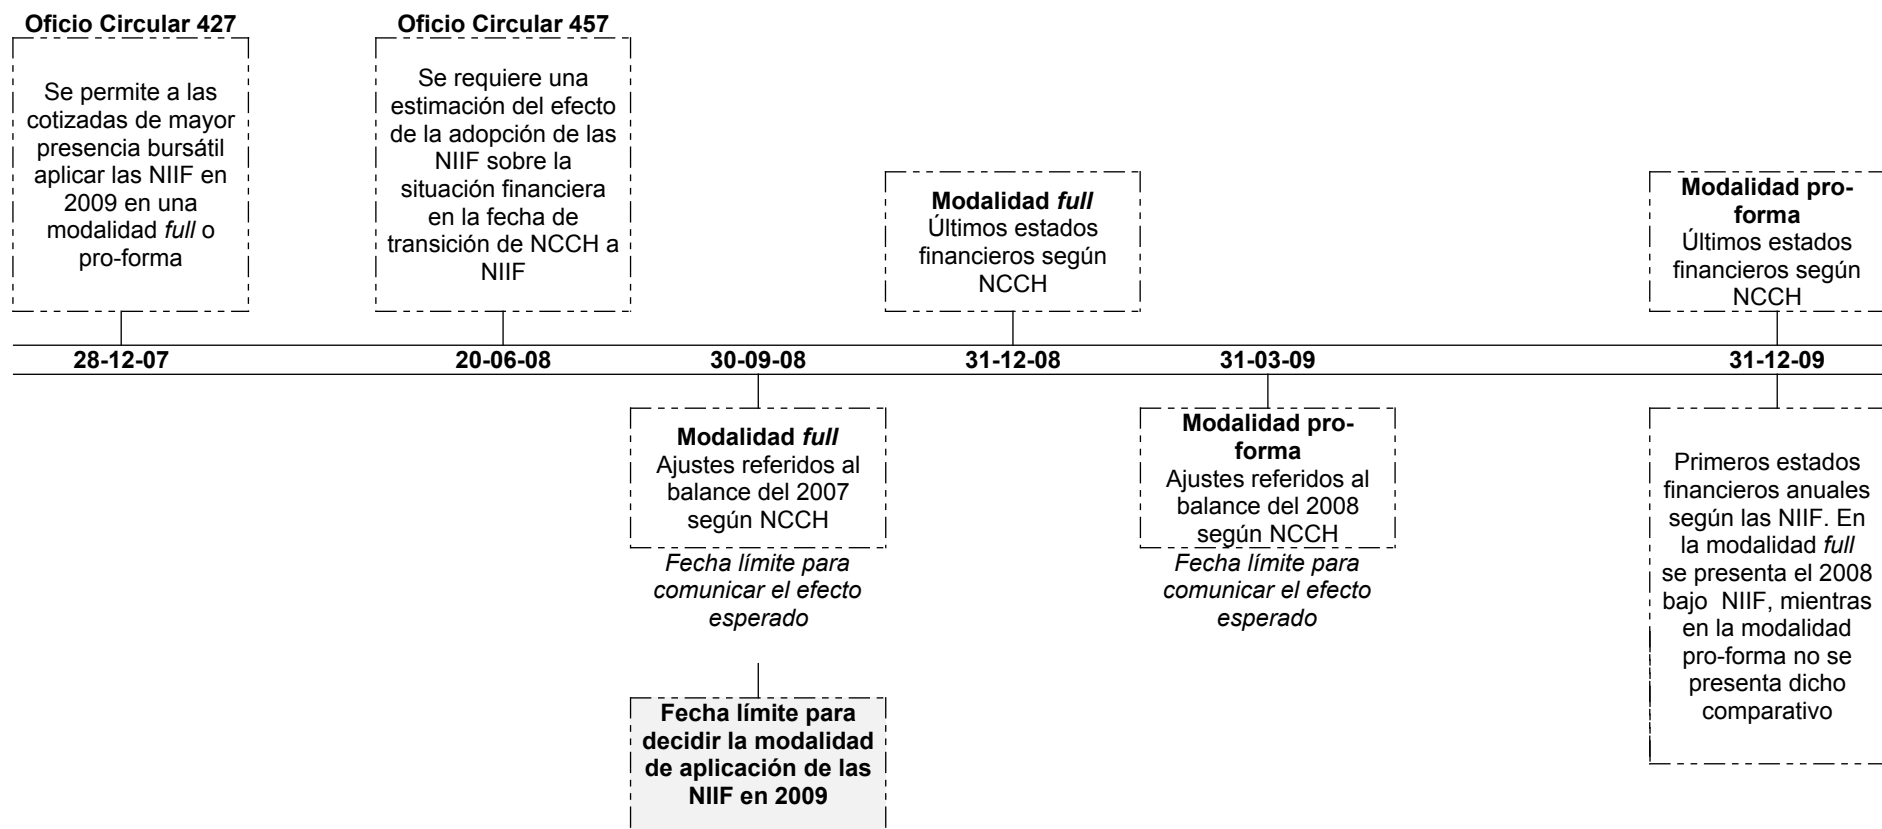 Oficio Circular 427
Se permite a las
cotizadas de mayor
presencia bursátil
aplicar las NIIF en
2009 en una
modalidad full o
pro-forma
Oficio Circular 457
Se requiere una
estimación del efecto
de la adopción de las
NIIF sobre la
situación financiera
en la fecha de
transición de NCCH a
NIIF
Modalidad full
Últimos estados
financieros según
NCCH
Modalidad pro-
forma
Últimos estados
financieros según
NCCH
28-12-07
20-06-08
30-09-08
31-12-08
31-03-09
31-12-09
Modalidad full
Ajustes referidos al
balance del 2007
según NCCH
Fecha límite para
comunicar el efecto
esperado
Fecha límite para
decidir la modalidad
de aplicación de las
NIIF en 2009
Modalidad pro-
forma
Ajustes referidos al
balance del 2008
según NCCH
Fecha límite para
comunicar el efecto
esperado
Primeros estados
financieros anuales
según las NIIF. En
la modalidad full
se presenta el 2008
bajo NIIF, mientras
en la modalidad
pro-forma no se
presenta dicho
comparativo